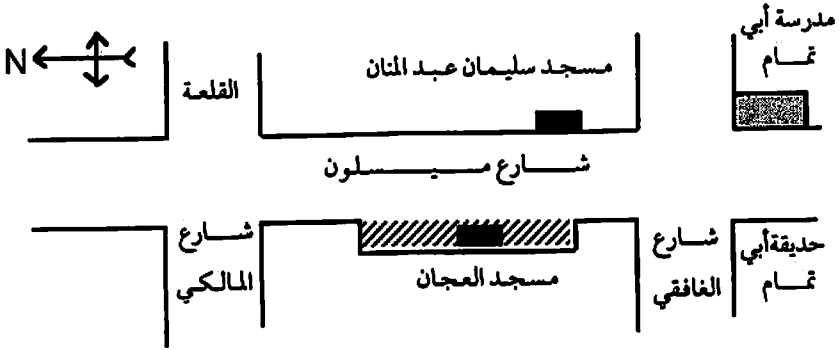 مدرسة أبي
تمام
N
القلعة
مسجد سليمان عبد المنان
شارع ميسلون
شارع
المالكي
مسجد العجان
شارع
الغافقي
حديقة أبي
تمام